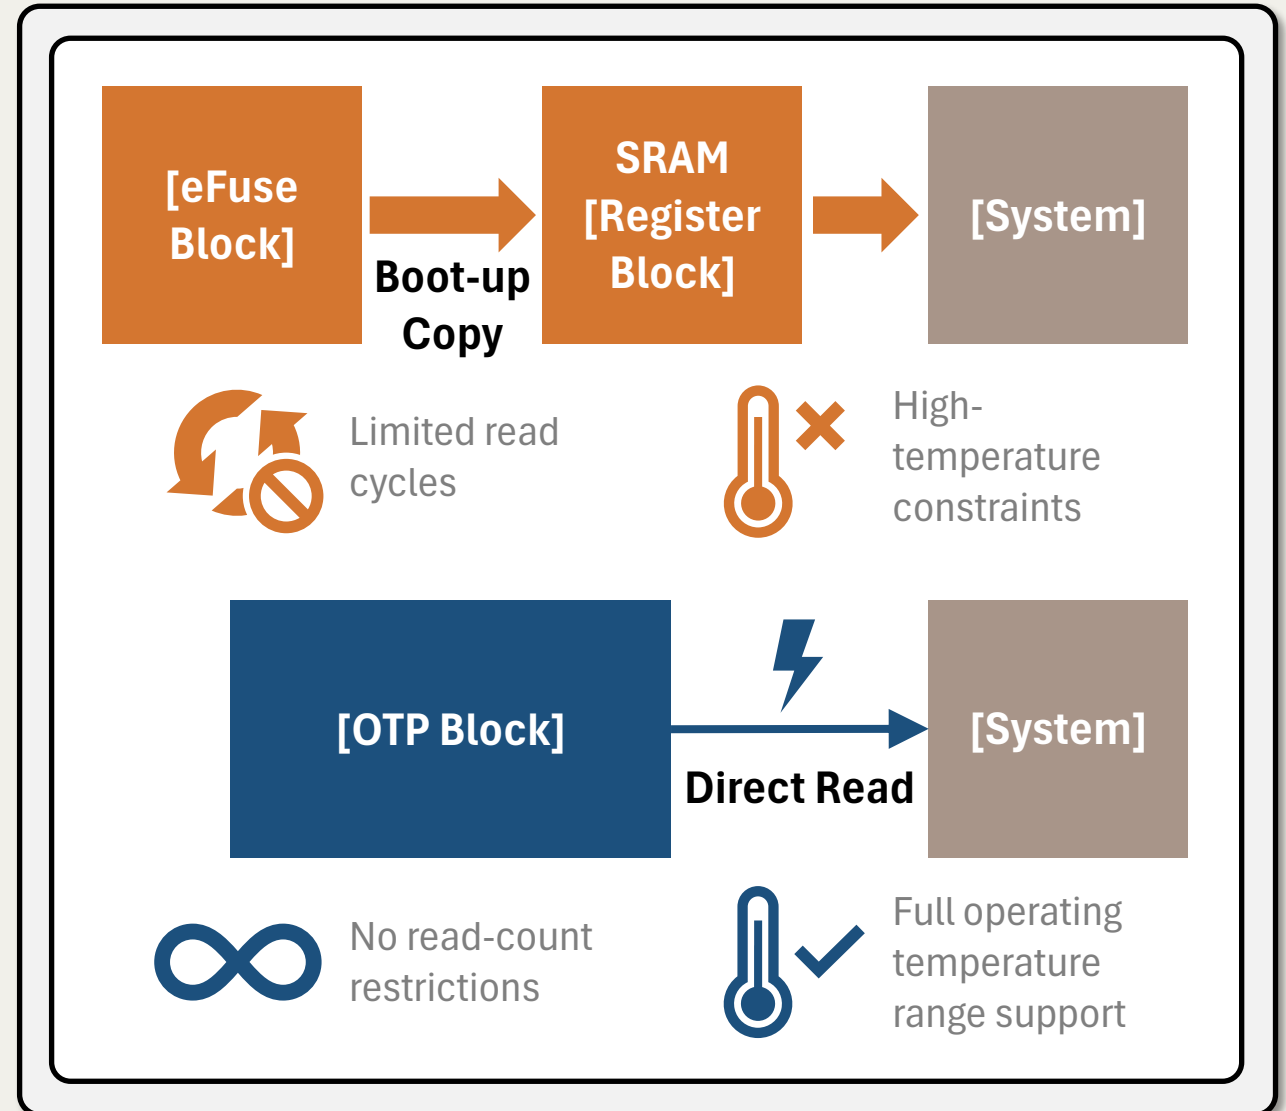 [eFuse
Block]
Boot-up
Copy
SRAM
[Register
Block]
[System]
Limited read
cycles
High-
temperature
constraints
[OTP Block]
Direct Read
[System]
No read-count
restrictions
Full operating
temperature
range support